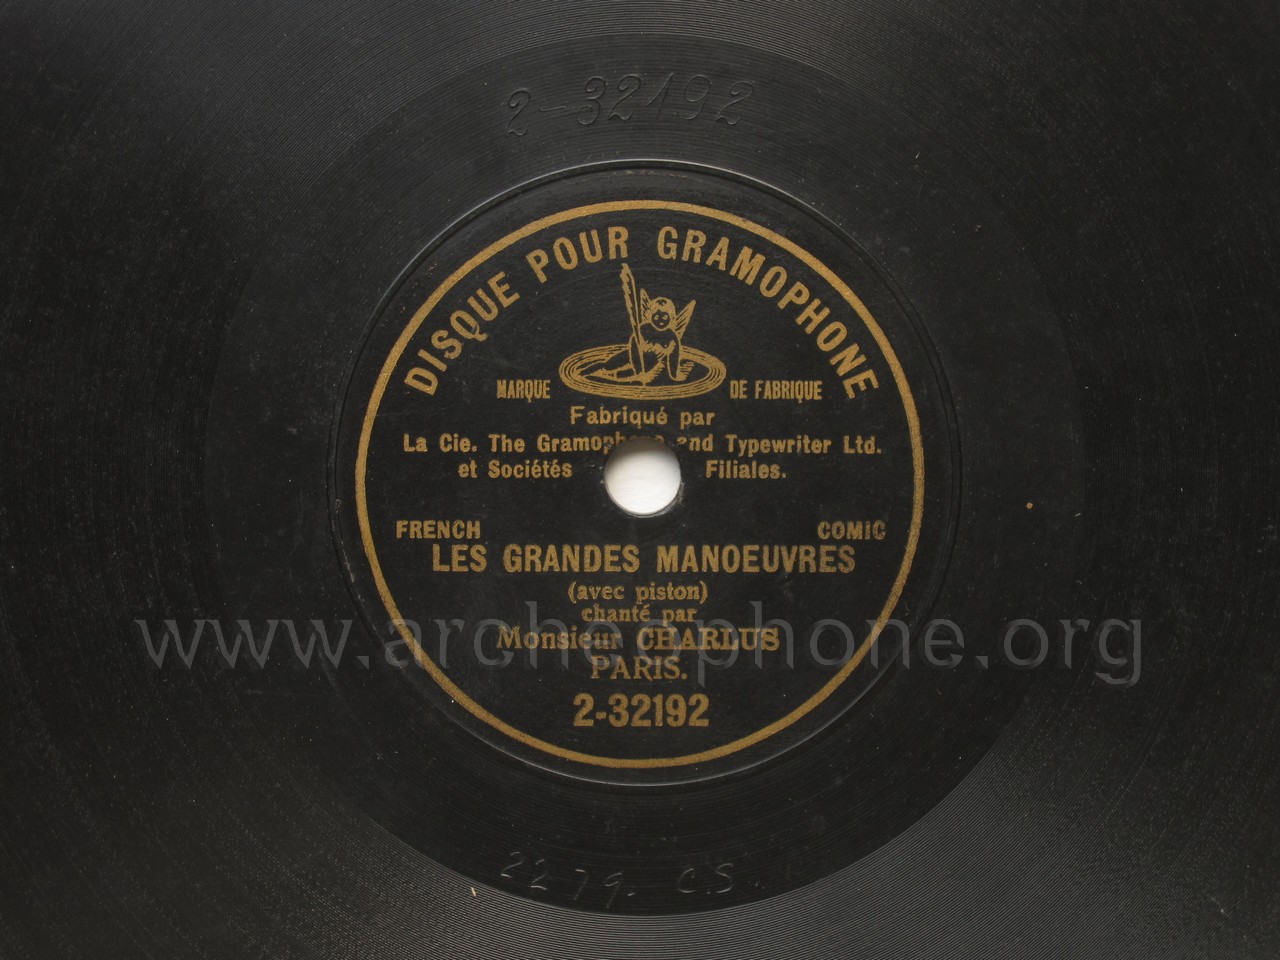 2-32192
DISQUE POUR GRAMOPHONE
MARQUE DE FABRIQUE
Fabriqué par
La Cie. The Gramophone and Typewriter Ltd.
et Sociétés Filiales.
FRENCH COMIC
LES GRANDES MANOEUVRES
(avec piston)
chanté par
Monsieur CHARLUS
www.archeophone.org
PARIS.
2-32192
2279. C.S.